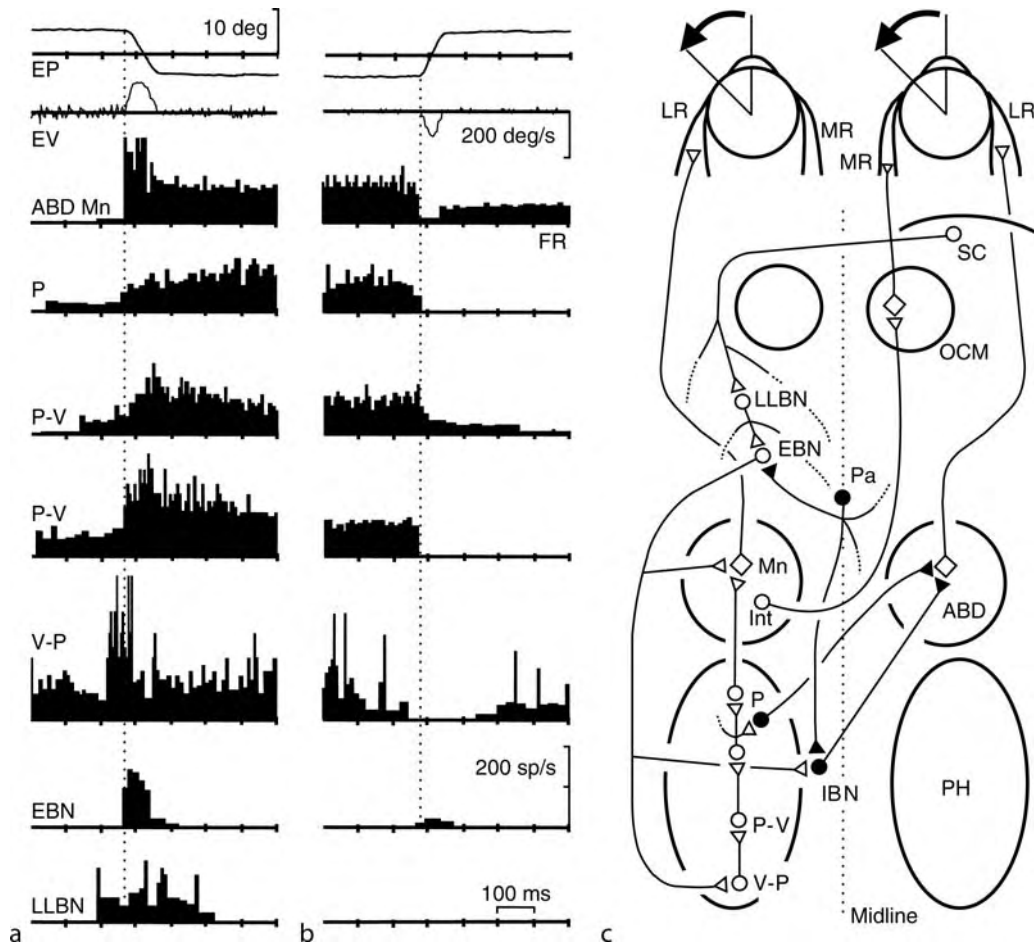 10 deg
EP
200 deg/s
EV
ABD Mn
FR
P
P-V
P-V
V-P
200 sp/s
EBN
100 ms
LLBN
a
b
LR
MR
MR
LR
SC
OCM
LLBN
EBN
Pa
Mn
Int
ABD
P
IBN
PH
P-V
V-P
Midline
c